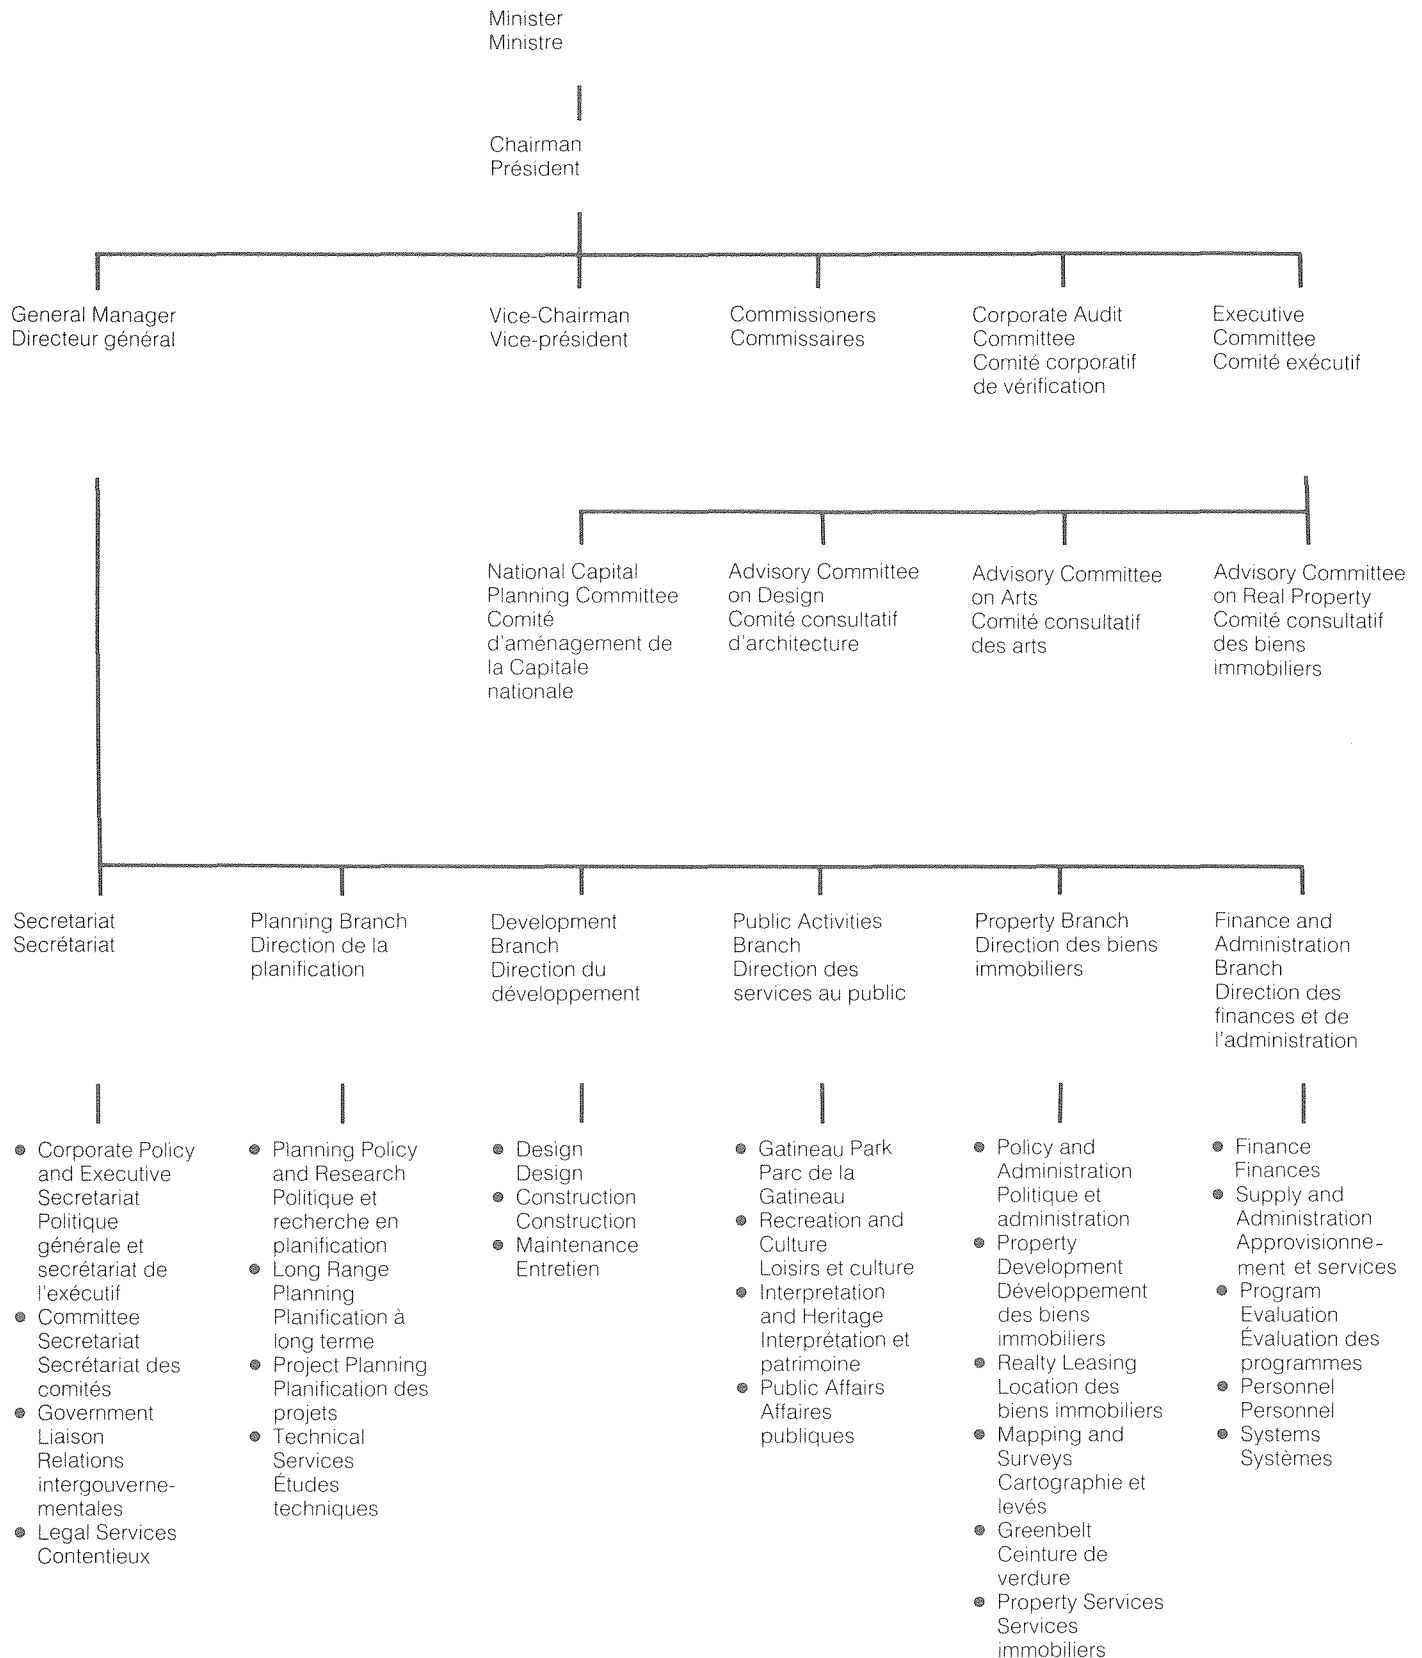 Minister
Ministre
Chairman
Président
General Manager
Directeur général
Vice-Chairman
Vice-président
Commissioners
Commissaires
Corporate Audit
Committee
Comité corporatif
de vérification
Executive
Committee
Comité exécutif
National Capital
Planning Committee
Comité
d'aménagement de
la Capitale
nationale
Advisory Committee
on Design
Comité consultatif
d'architecture
Advisory Committee
on Arts
Comité consultatif
des arts
Advisory Committee
on Real Property
Comité consultatif
des biens
immobiliers
Secretariat
Secrétariat
Planning Branch
Direction de la
planification
Development
Branch
Direction du
développement
Public Activities
Branch
Direction des
services au public
Property Branch
Direction des biens
immobiliers
Finance and
Administration
Branch
Direction des
finances et de
l'administration
● Corporate Policy
and Executive
Secretariat
Politique
générale et
secrétariat de
l'exécutif
● Committee
Secretariat
Secrétariat des
comités
● Government
Liaison
Relations
intergouverne-
mentales
● Legal Services
Contentieux
● Planning Policy
and Research
Politique et
recherche en
planification
● Long Range
Planning
Planification à
long terme
● Project Planning
Planification des
projets
● Technical
Services
Études
techniques
● Design
Design
● Construction
Construction
● Maintenance
Entretien
● Gatineau Park
Parc de la
Gatineau
● Recreation and
Culture
Loisirs et culture
● Interpretation
and Heritage
Interprétation et
patrimoine
● Public Affairs
Affaires
publiques
● Policy and
Administration
Politique et
administration
● Property
Development
Développement
des biens
immobiliers
● Realty Leasing
Location des
biens immobiliers
● Mapping and
Surveys
Cartographie et
levés
● Greenbelt
Ceinture de
verdure
● Property Services
Services
immobiliers
● Finance
Finances
● Supply and
Administration
Approvisionne-
ment et services
● Program
Evaluation
Évaluation des
programmes
● Personnel
Personnel
● Systems
Systèmes